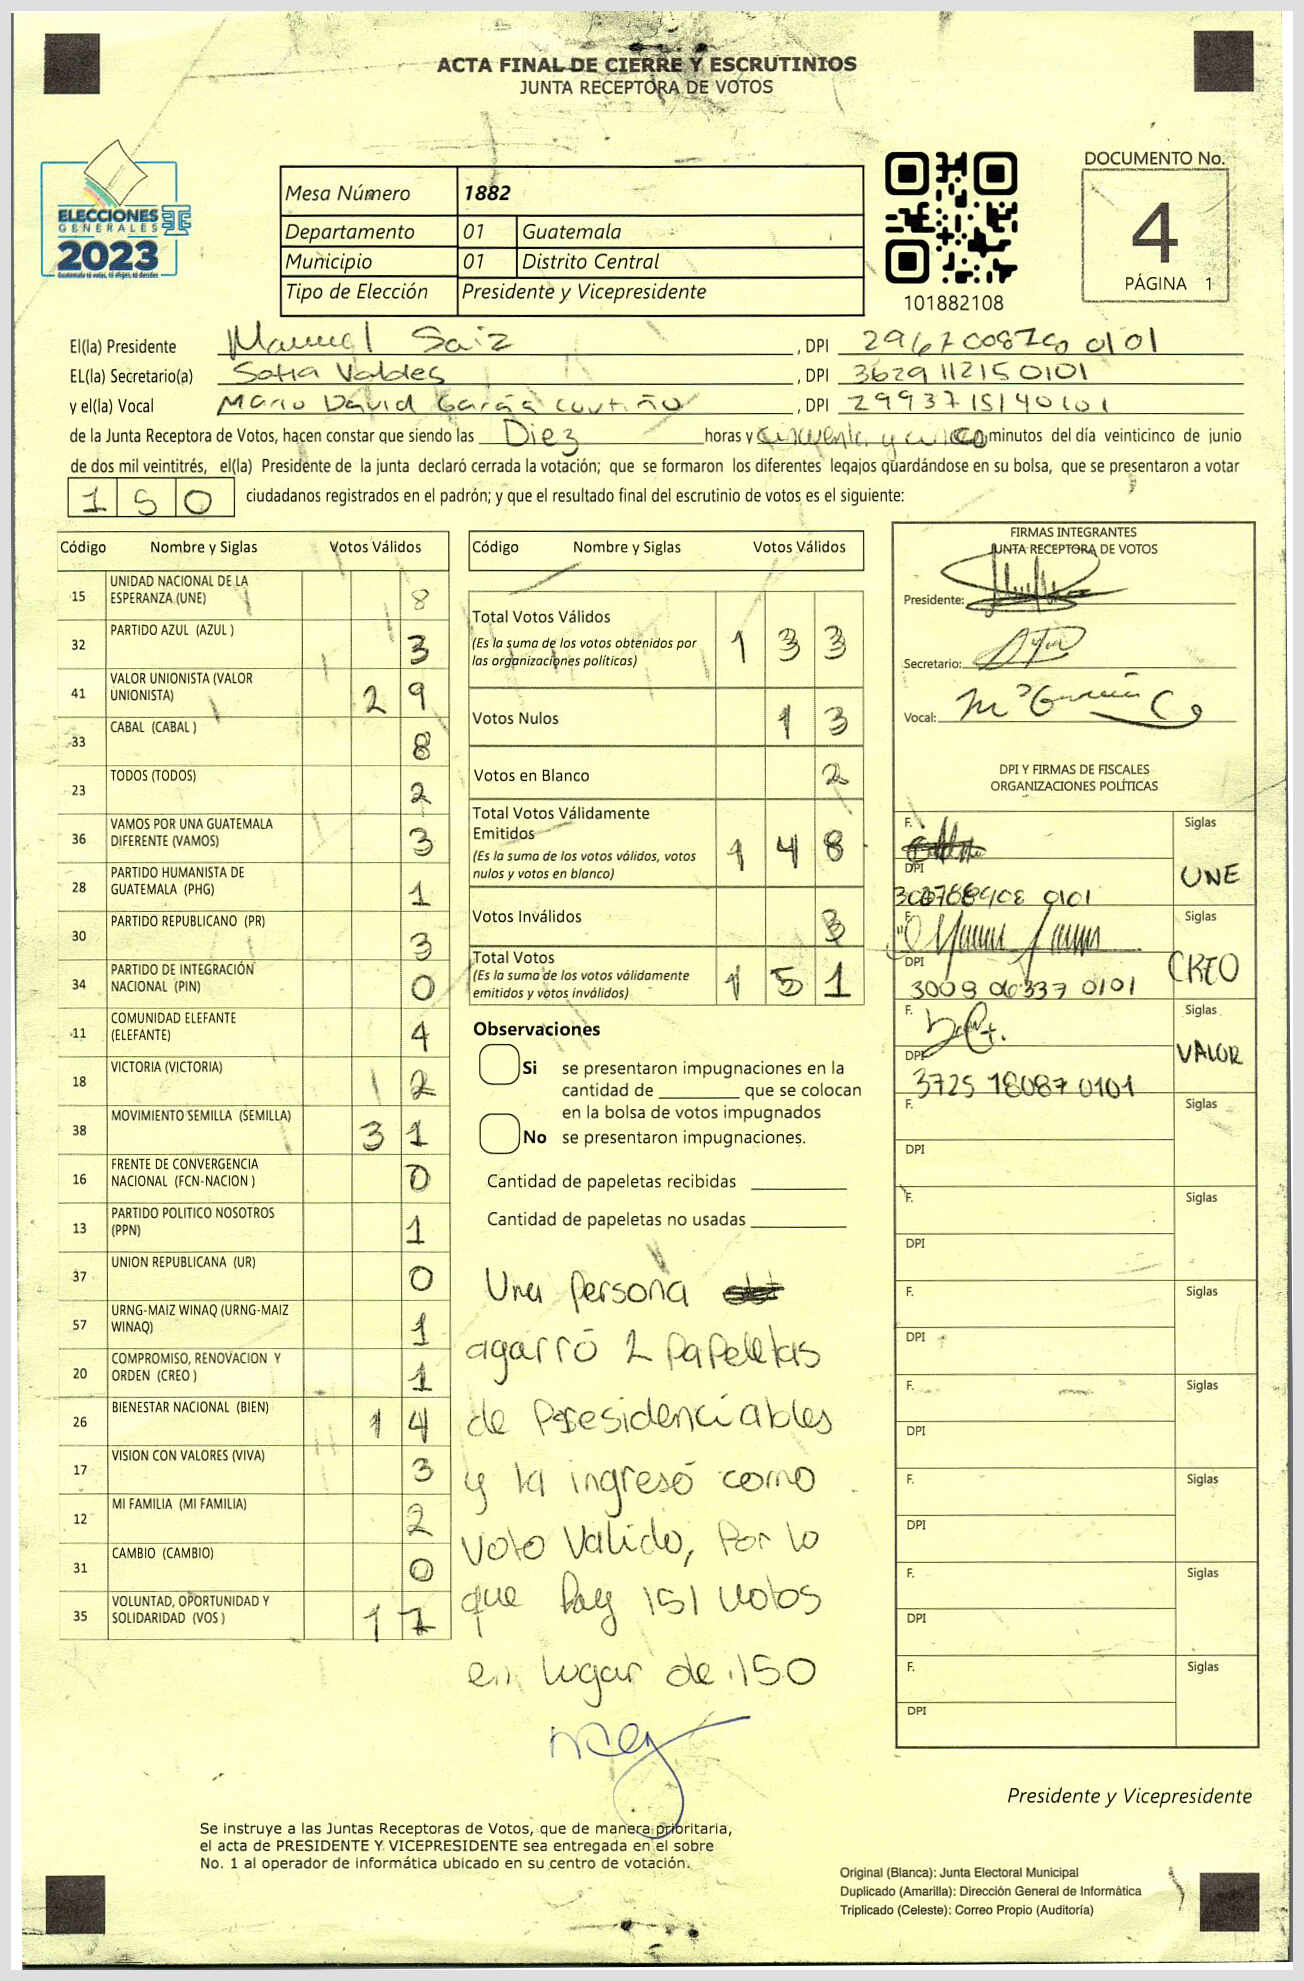 ACTA FINAL DE CIERRE Y ESCRUTINIOS
JUNTA RECEPTORA DE VOTOS
ELECCIONES
GENERALES
2023
Guatemala tú votas, tú eliges, tú decides
Mesa Número 1882
Departamento 01 Guatemala
Municipio 01 Distrito Central
Tipo de Elección Presidente y Vicepresidente
101882108
DOCUMENTO No.
4
PÁGINA 1
El(la) Presidente Manuel Saiz , DPI
EL(la) Secretario(a) Sofia Valdes , DPI 3629112150101
y el(la) Vocal Mario David García , DPI 2993715140101
de la Junta Receptora de Votos, hacen constar que siendo las Diez horas y cincuenta y cinco minutos del día veinticinco de junio
de dos mil veintitrés, el(la) Presidente de la junta declaró cerrada la votación; que se formaron los diferentes legajos guardándose en su bolsa, que se presentaron a votar
150 ciudadanos registrados en el padrón; y que el resultado final del escrutinio de votos es el siguiente:
Código Nombre y Siglas Votos Válidos
15 UNIDAD NACIONAL DE LA
ESPERANZA (UNE) 8
32 PARTIDO AZUL (AZUL ) 3
41 VALOR UNIONISTA (VALOR
UNIONISTA) 29
33 CABAL (CABAL ) 8
23 TODOS (TODOS) 2
36 VAMOS POR UNA GUATEMALA
DIFERENTE (VAMOS) 3
28 PARTIDO HUMANISTA DE
GUATEMALA (PHG) 1
30 PARTIDO REPUBLICANO (PR) 3
34 PARTIDO DE INTEGRACIÓN
NACIONAL (PIN) 0
11 COMUNIDAD ELEFANTE
(ELEFANTE) 4
18 VICTORIA (VICTORIA) 2
38 MOVIMIENTO SEMILLA (SEMILLA) 31
16 FRENTE DE CONVERGENCIA
NACIONAL (FCN-NACION ) 0
13 PARTIDO POLITICO NOSOTROS
(PPN) 1
37 UNION REPUBLICANA (UR) 0
57 URNG-MAIZ WINAQ (URNG-MAIZ
WINAQ) 1
20 COMPROMISO, RENOVACION Y
ORDEN (CREO ) 1
26 BIENESTAR NACIONAL (BIEN) 14
17 VISION CON VALORES (VIVA) 3
12 MI FAMILIA (MI FAMILIA) 2
31 CAMBIO (CAMBIO) 0
35 VOLUNTAD, OPORTUNIDAD Y
SOLIDARIDAD (VOS ) 17
Código Nombre y Siglas Votos Válidos
Total Votos Válidos 133
(Es la suma de los votos obtenidos por
las organizaciones políticas)
Votos Nulos 13
Votos en Blanco 2
Total Votos Válidamente
Emitidos 148
(Es la suma de los votos válidos, votos
nulos y votos en blanco)
Votos Inválidos 3
Total Votos 151
(Es la suma de los votos válidamente
emitidos y votos inválidos)
Observaciones
Si se presentaron impugnaciones en la
cantidad de ________ que se colocan
en la bolsa de votos impugnados
No se presentaron impugnaciones.
Cantidad de papeletas recibidas
Cantidad de papeletas no usadas
Una persona
agarró 2 papeletas
de Presidenciables
y la ingresó como
voto valido, por lo
que hay 151 votos
en lugar de 150
FIRMAS INTEGRANTES
JUNTA RECEPTORA DE VOTOS
Presidente:
Secretario:
Vocal:
DPI Y FIRMAS DE FISCALES
ORGANIZACIONES POLÍTICAS
F. Siglas
DPI UNE
F. Siglas
DPI CREO
3009 06337 0101
F. Siglas
DPI VALOR
3725 18087 0101
F. Siglas
DPI
F. Siglas
DPI
F. Siglas
DPI
F. Siglas
DPI
F. Siglas
DPI
F. Siglas
DPI
F. Siglas
DPI
Presidente y Vicepresidente
Se instruye a las Juntas Receptoras de Votos, que de manera prioritaria,
el acta de PRESIDENTE Y VICEPRESIDENTE sea entregada en el sobre
No. 1 al operador de informática ubicado en su centro de votación.
Original (Blanca): Junta Electoral Municipal
Duplicado (Amarilla): Dirección General de Informática
Triplicado (Celeste): Correo Propio (Auditoría)